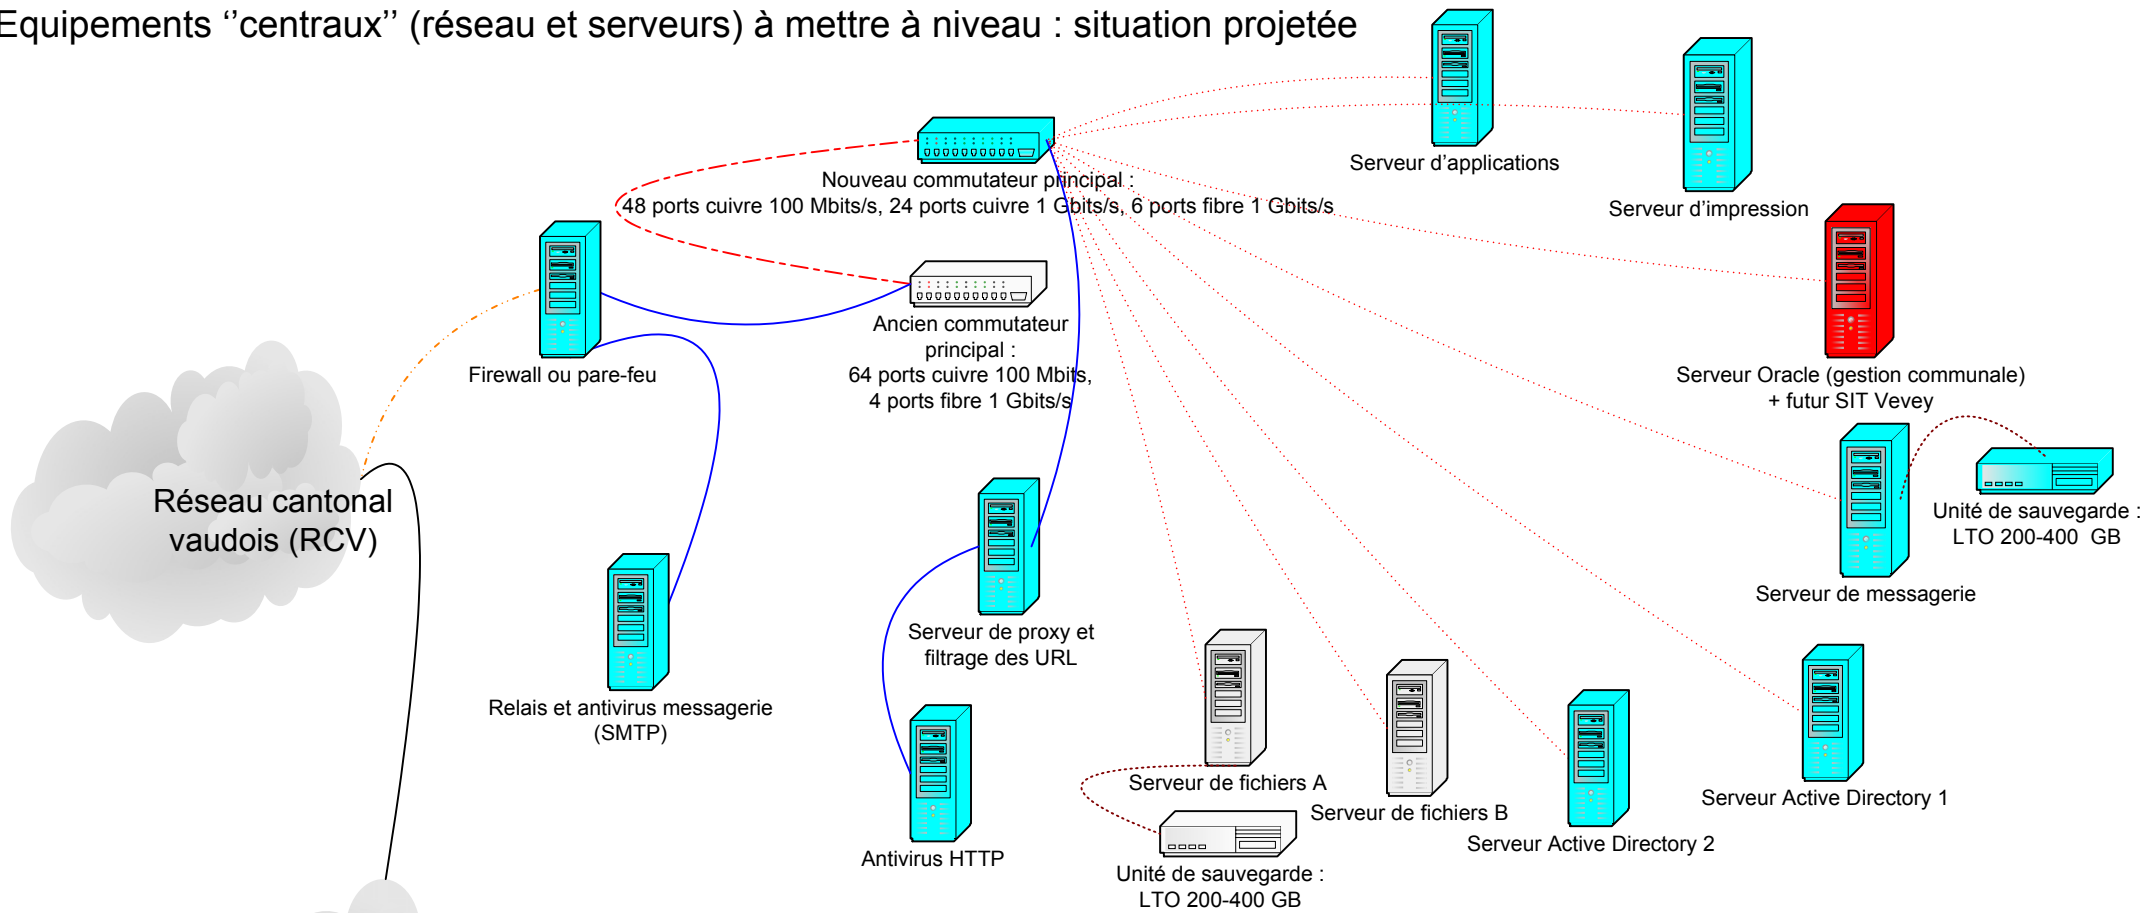 Equipements ‘‘centraux’’ (réseau et serveurs) à mettre à niveau : situation projetée
Serveur d’applications
Nouveau commutateur principal :
48 ports cuivre 100 Mbits/s, 24 ports cuivre 1 Gbits/s, 6 ports fibre 1 Gbits/s
Serveur d’impression
Ancien commutateur
principal :
64 ports cuivre 100 Mbits,
4 ports fibre 1 Gbits/s
Firewall ou pare-feu
Serveur Oracle (gestion communale)
+ futur SIT Vevey
Réseau cantonal
vaudois (RCV)
Unité de sauvegarde :
LTO 200-400 GB
Serveur de messagerie
Serveur de proxy et
filtrage des URL
Relais et antivirus messagerie
(SMTP)
Serveur de fichiers A
Serveur de fichiers B
Serveur Active Directory 1
Serveur Active Directory 2
Antivirus HTTP
Unité de sauvegarde :
LTO 200-400 GB